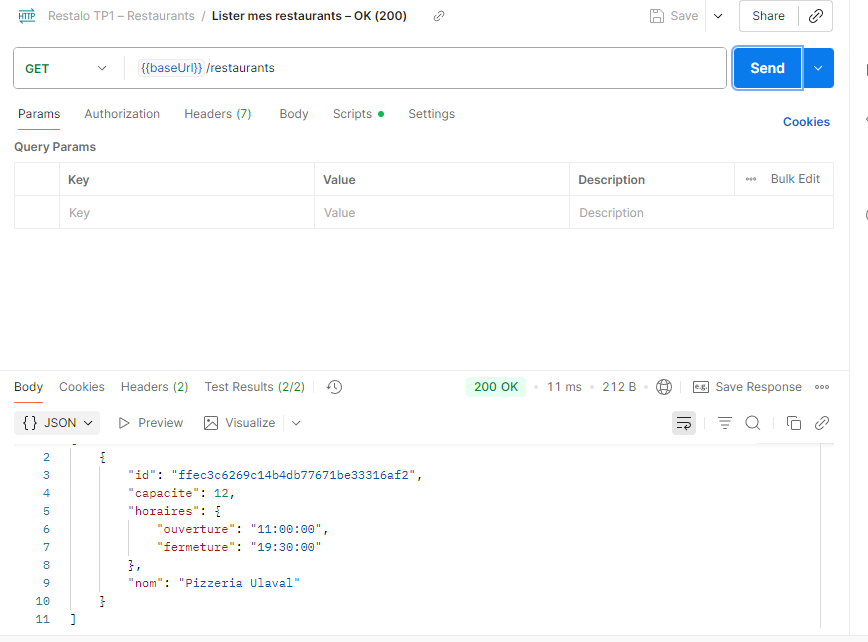 HTTP Restalo TP1 – Restaurants / Lister mes restaurants – OK (200) Save Share
GET {{baseUrl}} /restaurants Send
Params Authorization Headers (7) Body Scripts Settings Cookies
Query Params
Key Value Description ••• Bulk Edit
Key Value Description
Body Cookies Headers (2) Test Results (2/2) 200 OK • 11 ms • 212 B • e.g. Save Response •••
{} JSON Preview Visualize
2 {
3 "id": "ffec3c6269c14b4db77671be33316af2",
4 "capacite": 12,
5 "horaires": {
6 "ouverture": "11:00:00",
7 "fermeture": "19:30:00"
8 },
9 "nom": "Pizzeria Ulaval"
10 }
11 ]